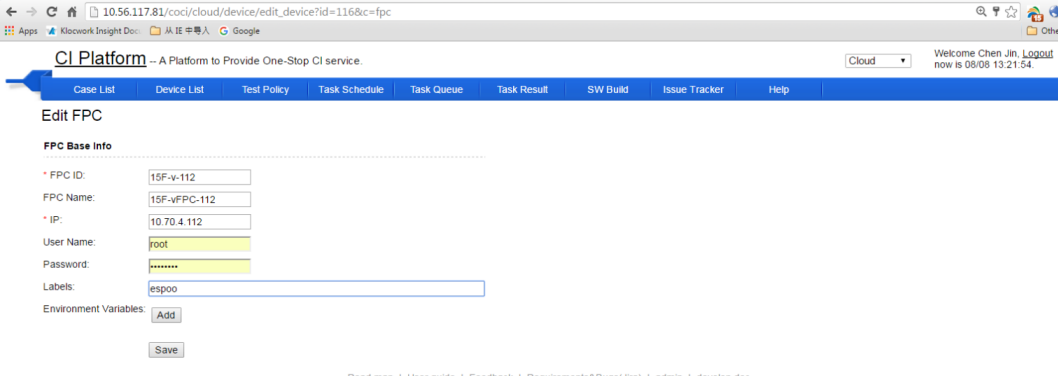 10.56.117.81/coci/cloud/device/edit_device?id=116&c=fpc
Apps Klocwork Insight Doc: 从 IE 中导入 Google Othe
CI Platform -- A Platform to Provide One-Stop CI service.
Cloud
Welcome Chen Jin, Logout
now is 08/08 13:21:54.
Case List Device List Test Policy Task Schedule Task Queue Task Result SW Build Issue Tracker Help
Edit FPC
FPC Base Info
* FPC ID: 15F-v-112
FPC Name: 15F-vFPC-112
* IP: 10.70.4.112
User Name: root
Password: ••••••••
Labels: espoo
Environment Variables: Add
Save